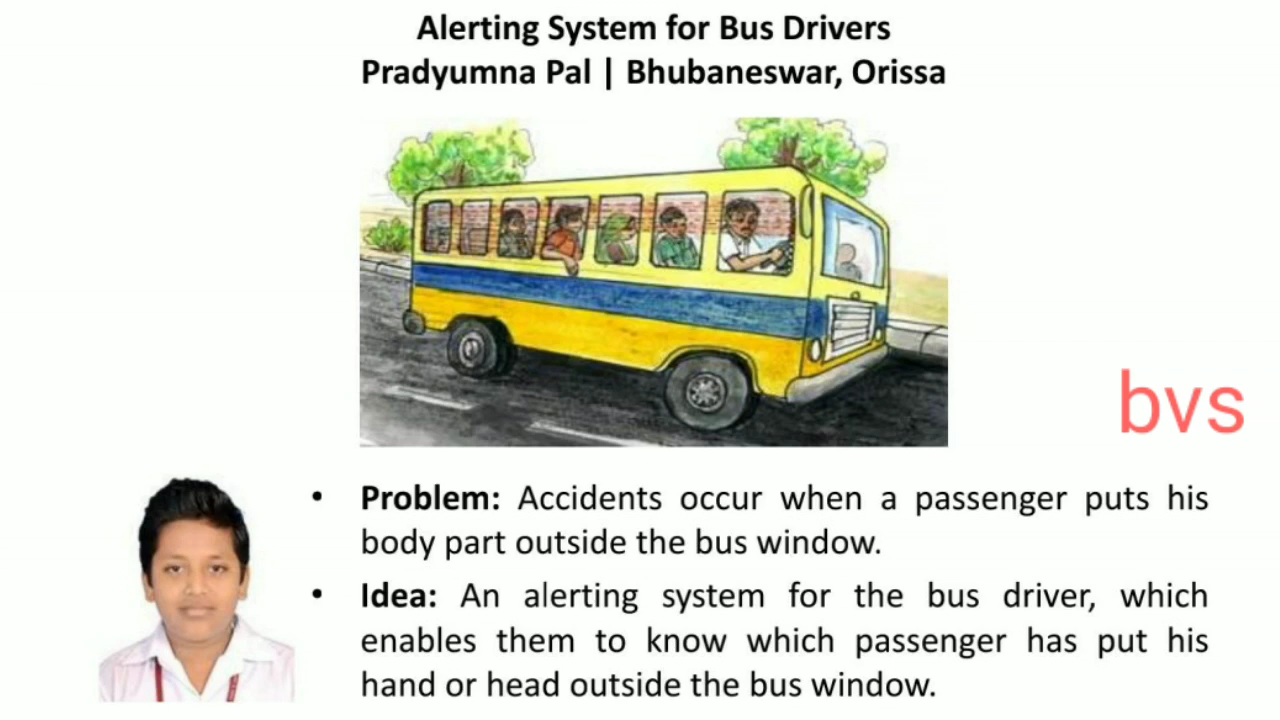 Alerting System for Bus Drivers
Pradyumna Pal | Bhubaneswar, Orissa
bvs
• Problem: Accidents occur when a passenger puts his
body part outside the bus window.
• Idea: An alerting system for the bus driver, which
enables them to know which passenger has put his
hand or head outside the bus window.